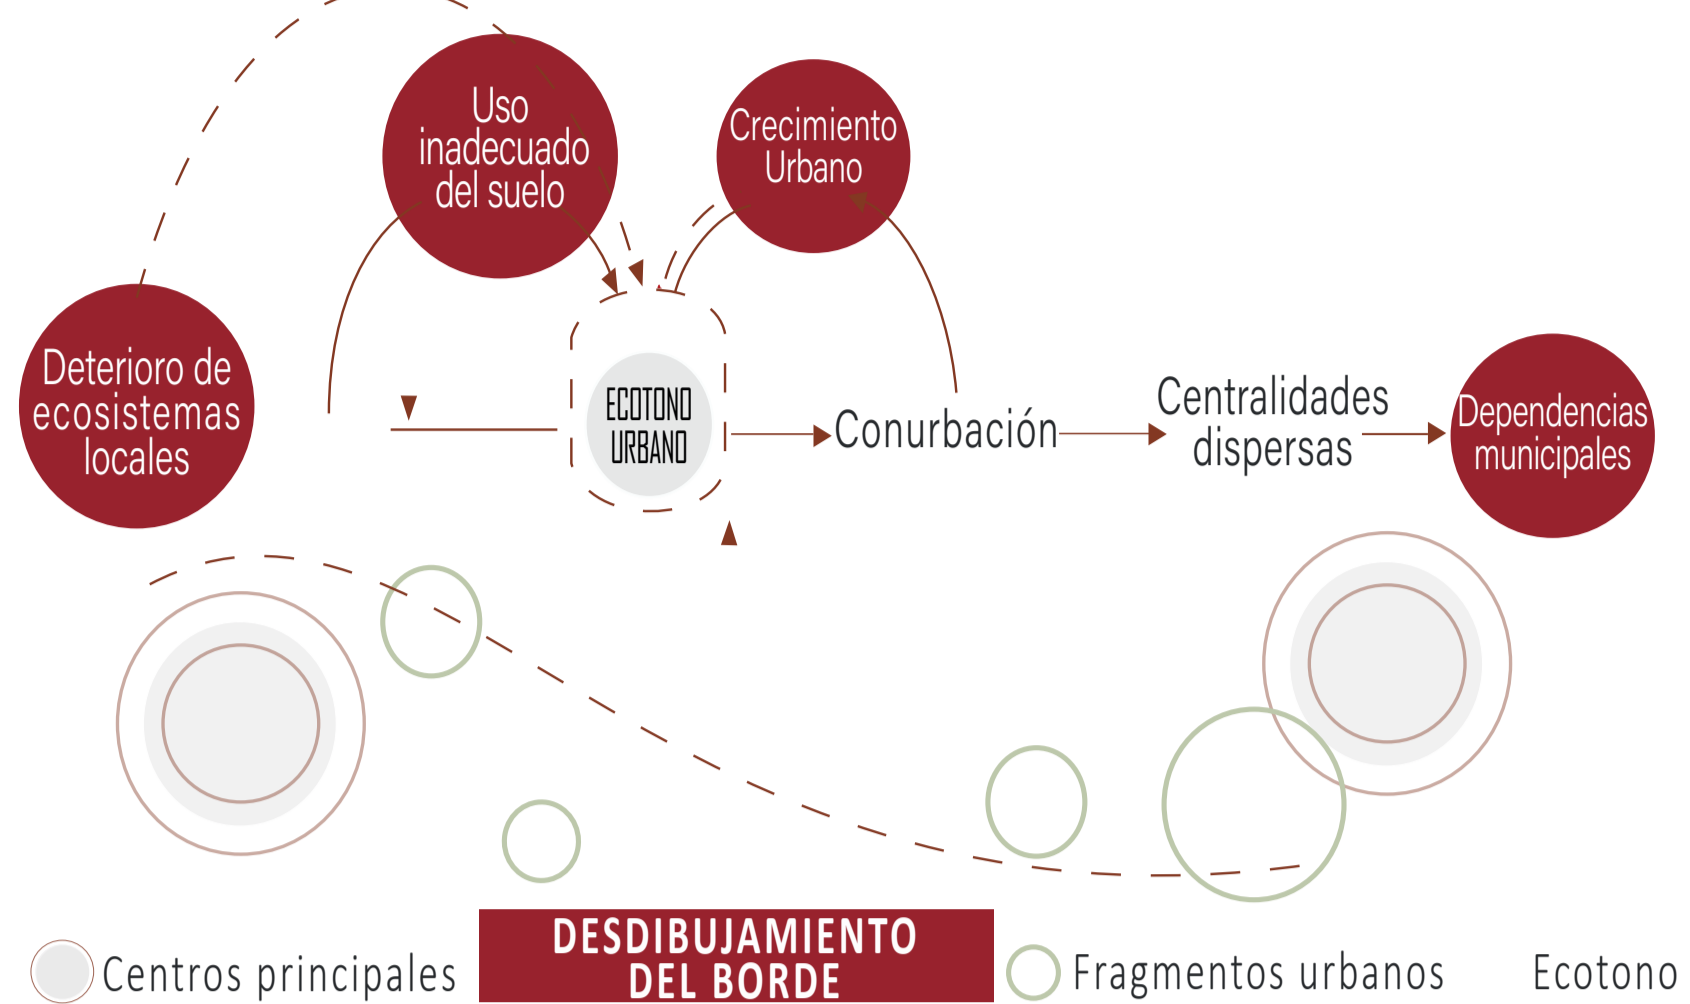 Uso
inadecuado
del suelo
Crecimiento
Urbano
Deterioro de
ecosistemas
locales
ECOTONO
URBANO
Conurbación
Centralidades
dispersas
Dependencias
municipales
Centros principales
DESDIBUJAMIENTO
DEL BORDE
Fragmentos urbanos
Ecotono